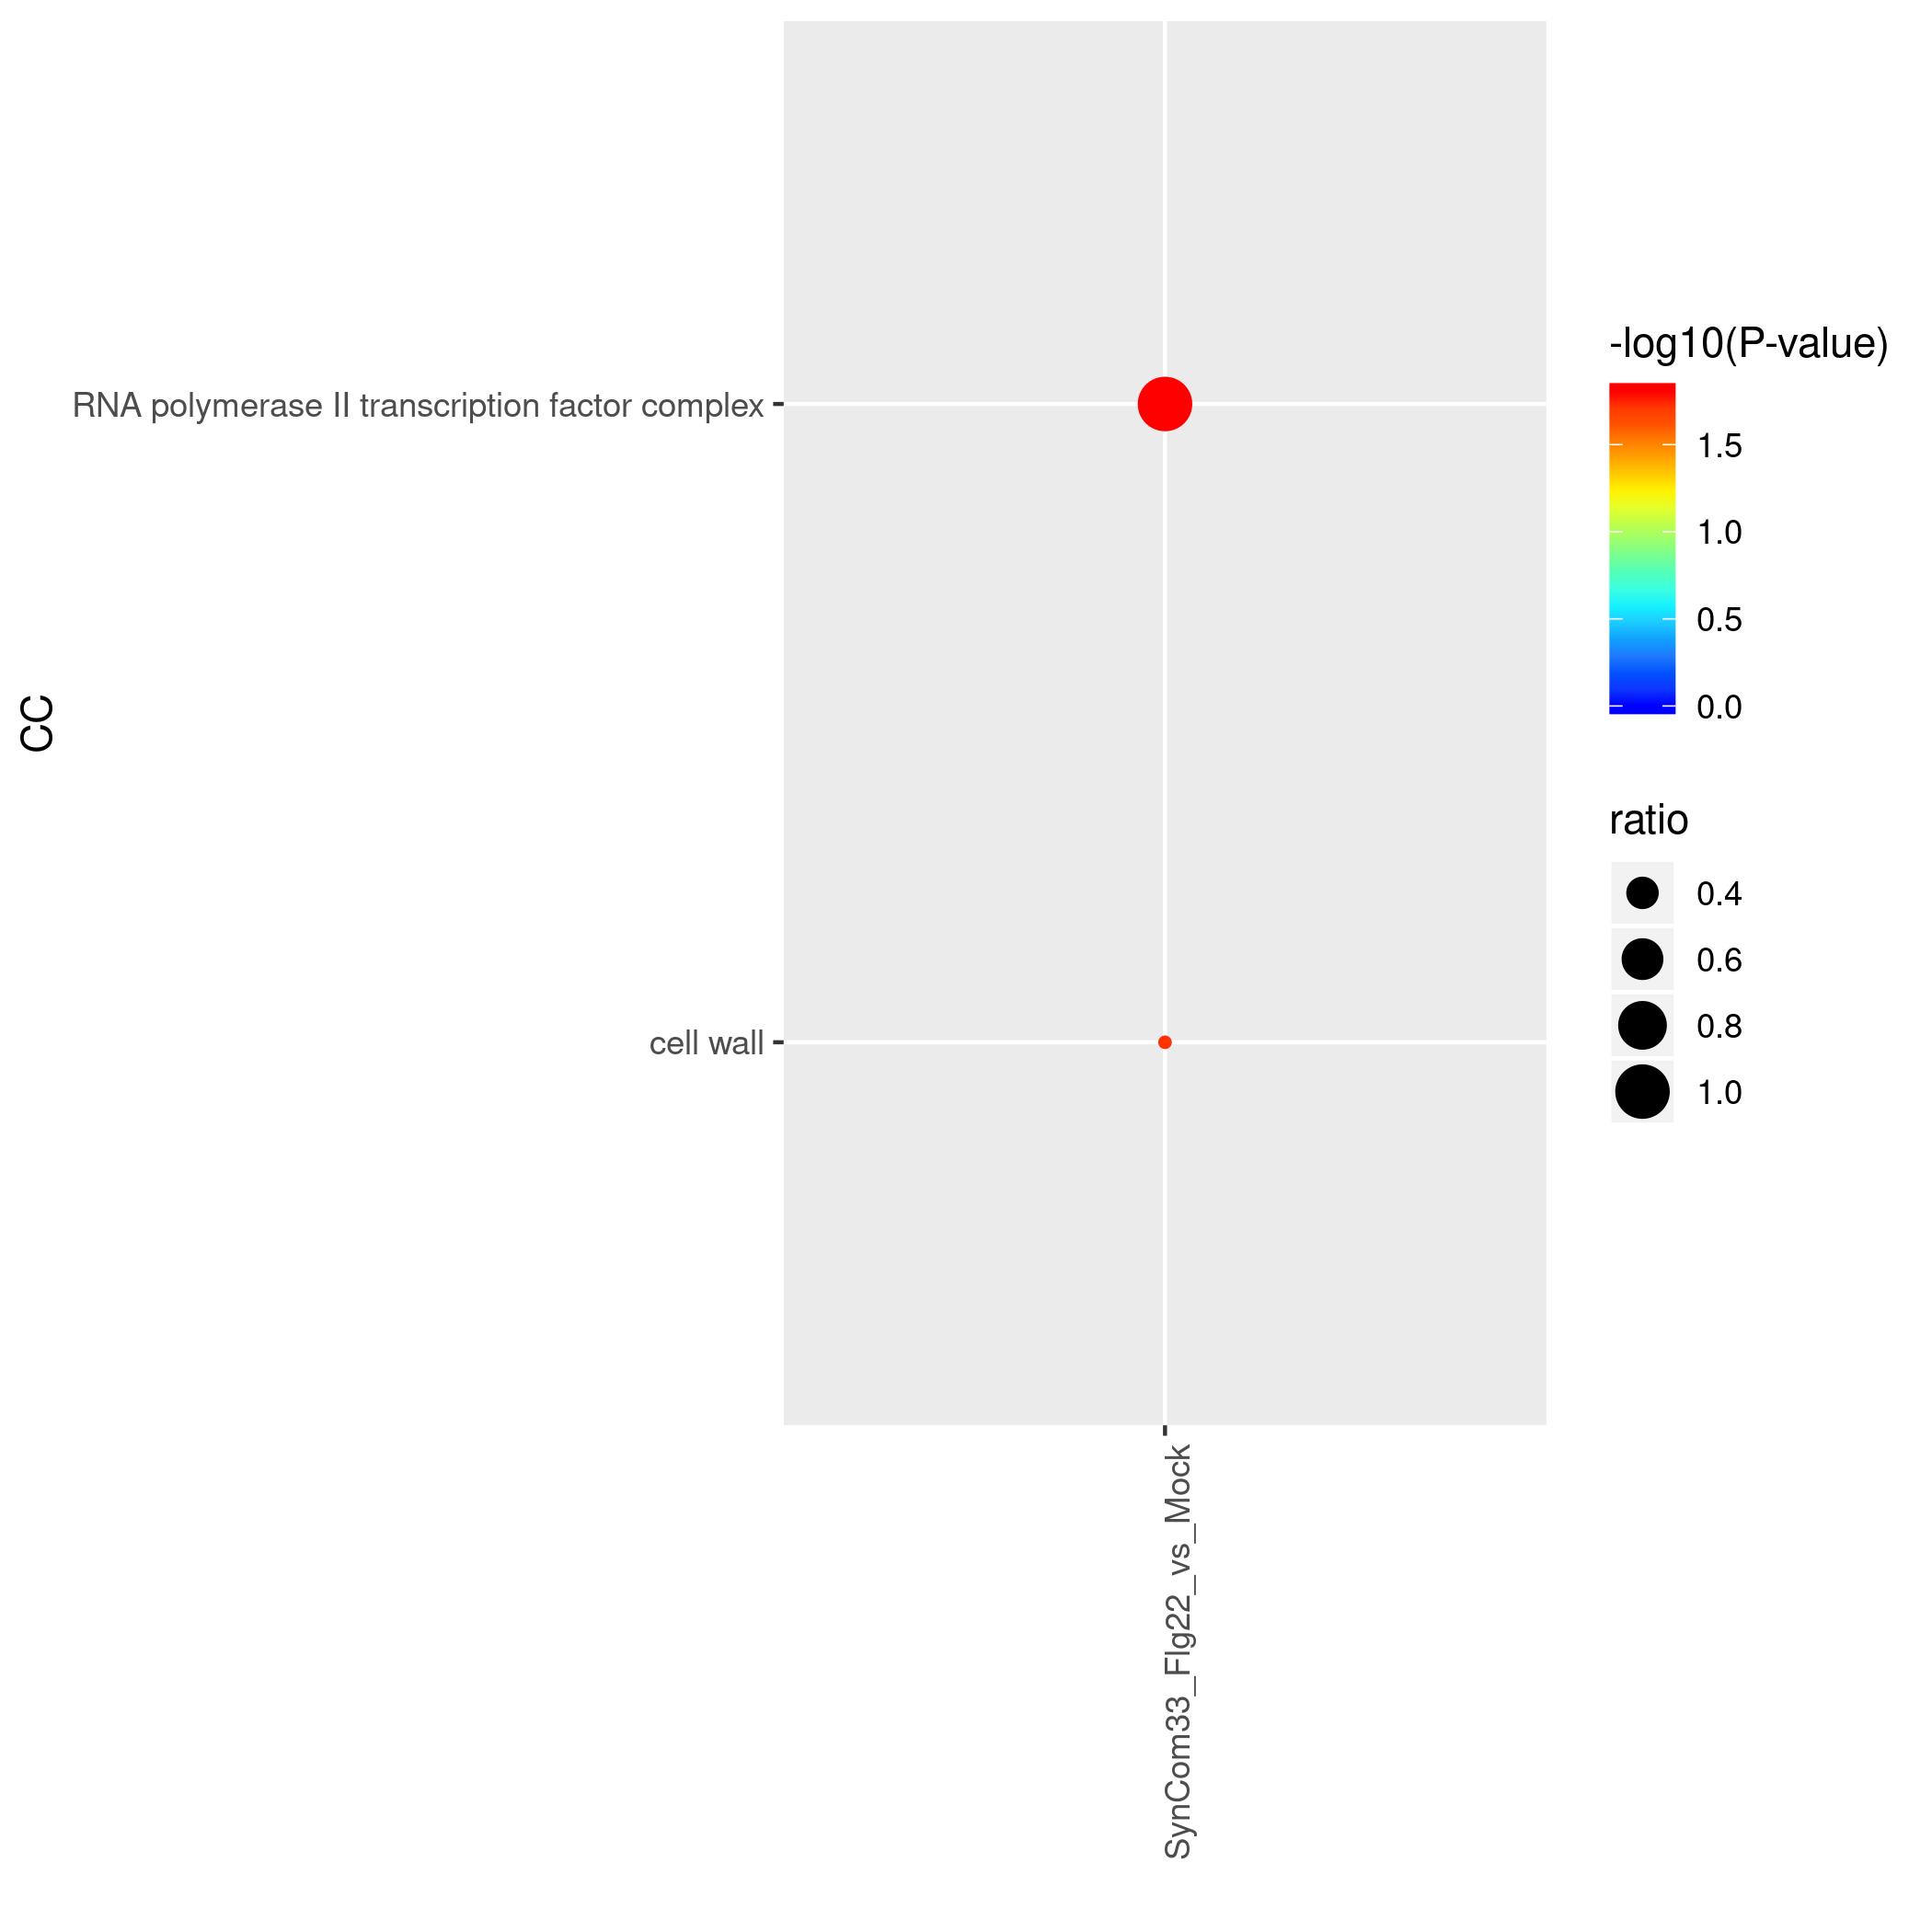 CC
RNA polymerase II transcription factor complex
cell wall
SynCom33_Flg22_vs_Mock
-log10(P-value)
1.5
1.0
0.5
0.0
ratio
0.4
0.6
0.8
1.0